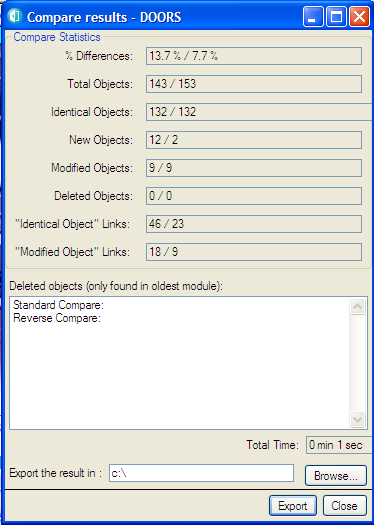 Compare results - DOORS
Compare Statistics
% Differences: 13.7 % / 7.7 %
Total Objects: 143 / 153
Identical Objects: 132 / 132
New Objects: 12 / 2
Modified Objects: 9 / 9
Deleted Objects: 0 / 0
"Identical Object" Links: 46 / 23
"Modified Object" Links: 18 / 9
Deleted objects (only found in oldest module):
Standard Compare:
Reverse Compare:
Total Time: 0 min 1 sec
Export the result in : c:\ Browse...
Export Close